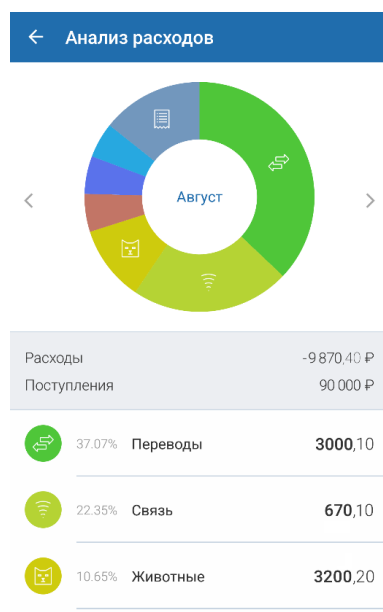 Анализ расходов
Август
Расходы -9 870,40 ₽
Поступления 90 000 ₽
37.07% Переводы 3000,10
22.35% Связь 670,10
10.65% Животные 3200,20